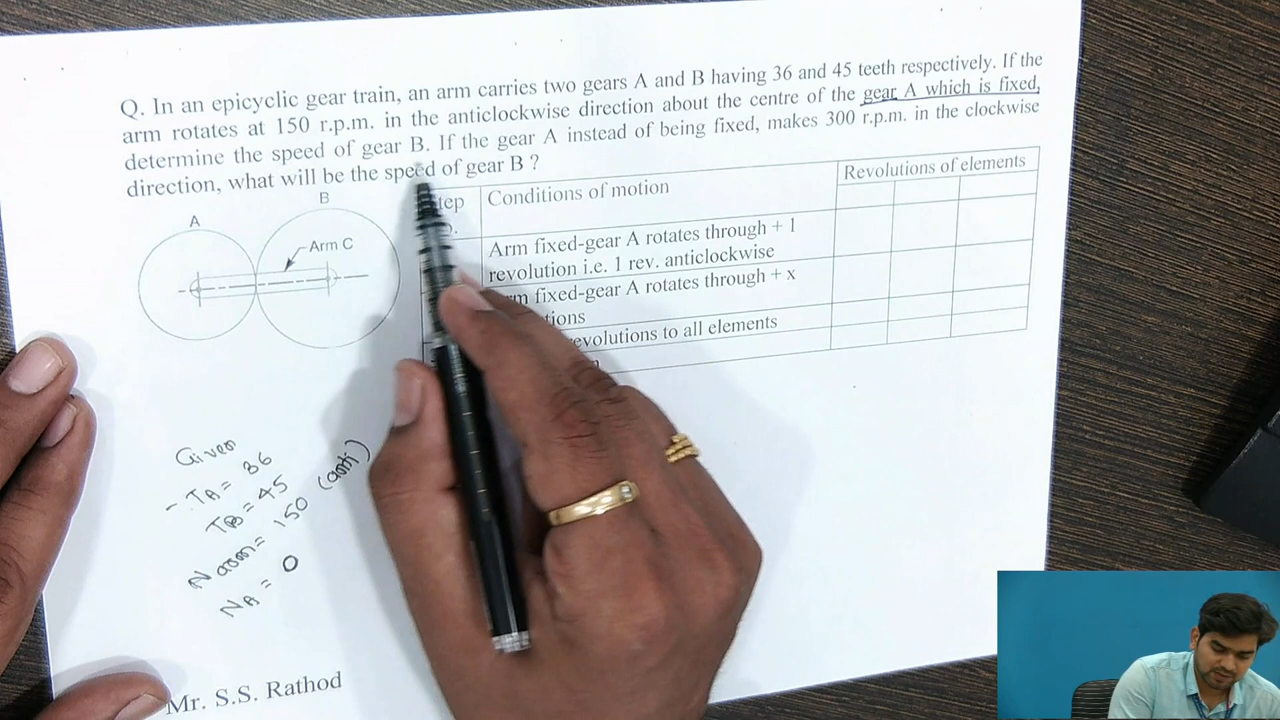 Q. In an epicyclic gear train, an arm carries two gears A and B having 36 and 45 teeth respectively. If the
arm rotates at 150 r.p.m. in the anticlockwise direction about the centre of the gear A which is fixed,
determine the speed of gear B. If the gear A instead of being fixed, makes 300 r.p.m. in the clockwise
direction, what will be the speed of gear B ?
A
B
Arm C
Conditions of motion
Revolutions of elements
Arm fixed-gear A rotates through + 1
revolution i.e. 1 rev. anticlockwise
fixed-gear A rotates through + x
revolutions to all elements
Given
- TA = 36
TB = 45
Narm = 150 (anti)
NA = 0
Mr. S.S. Rathod